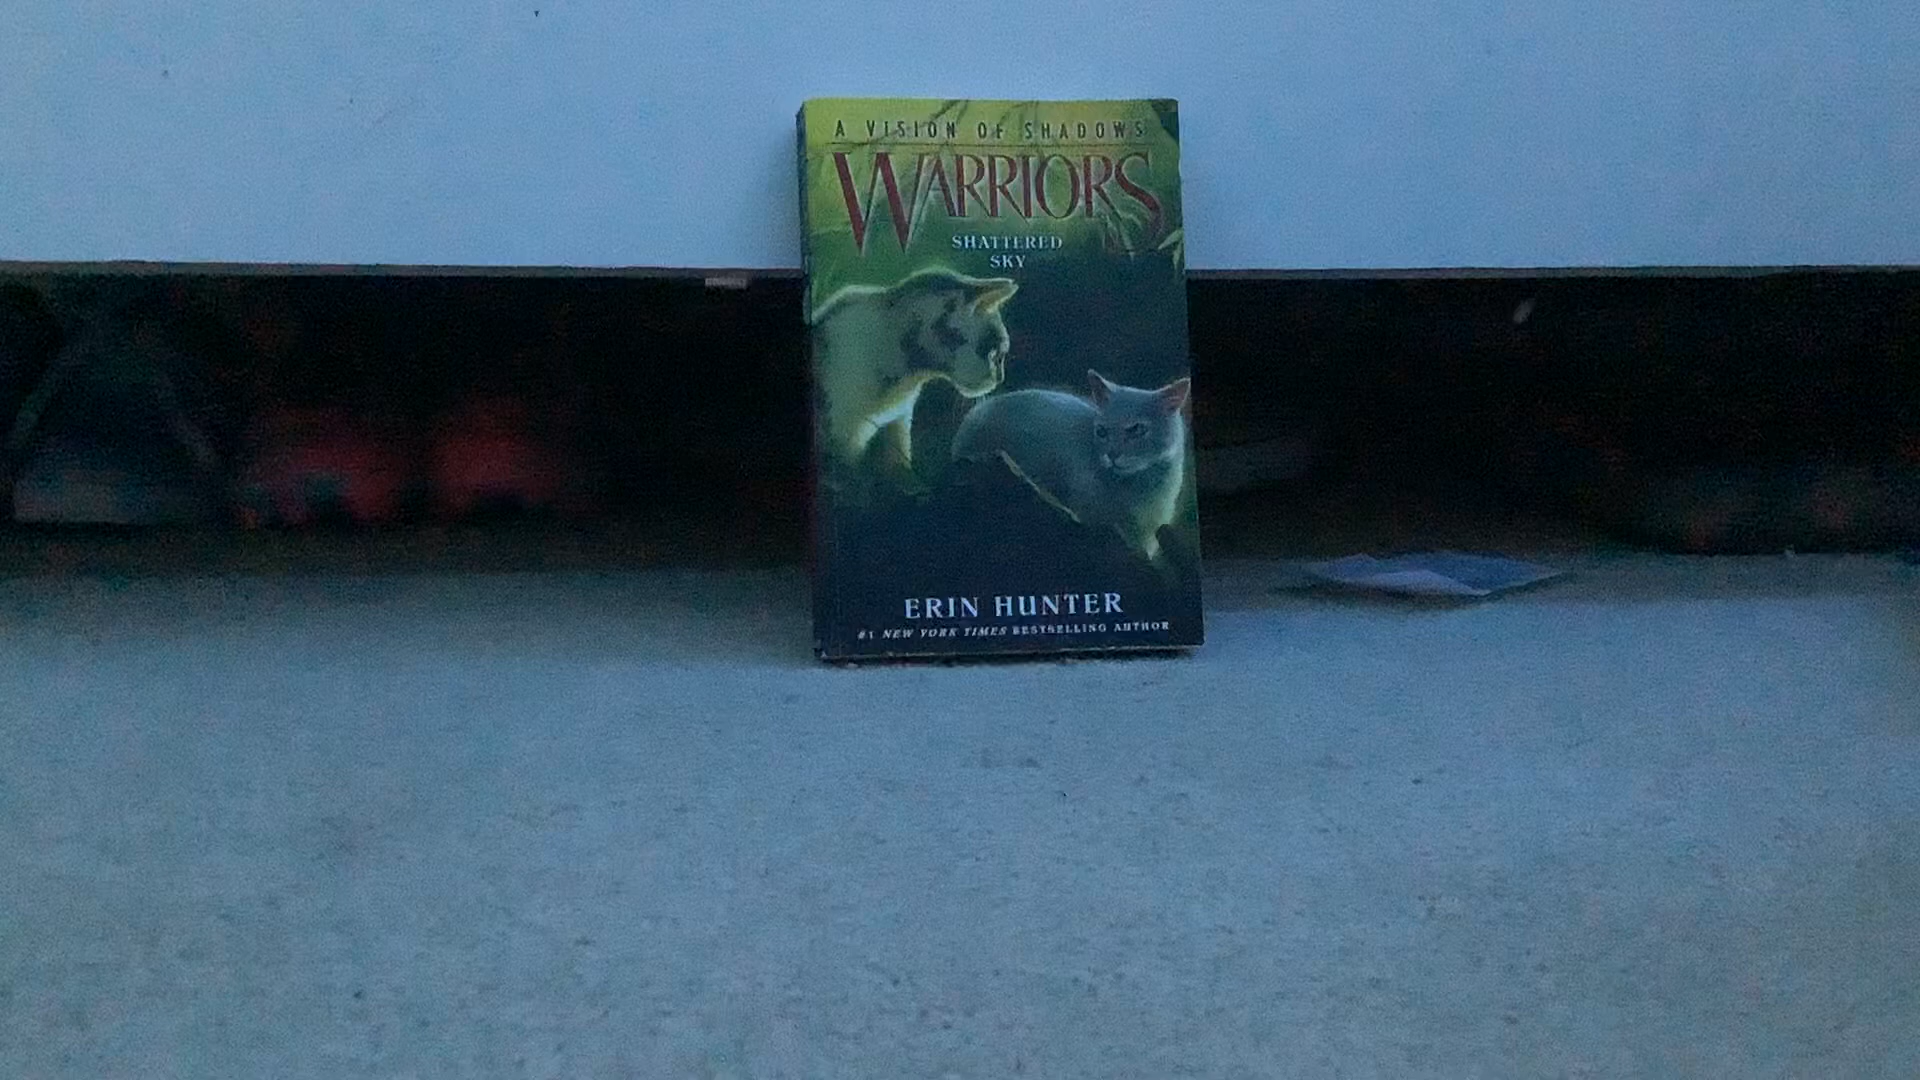 A VISION OF SHADOWS
WARRIORS
SHATTERED
SKY
ERIN HUNTER
#1 NEW YORK TIMES BESTSELLING AUTHOR